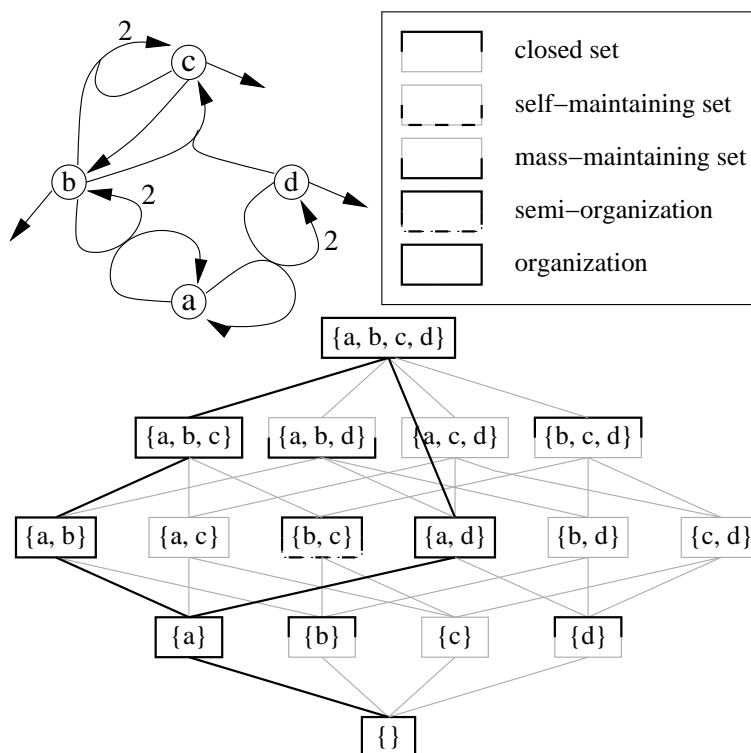 2
c
closed set
self-maintaining set
mass-maintaining set
semi-organization
organization
b
d
2
2
a
{a, b, c, d}
{a, b, c} {a, b, d} {a, c, d} {b, c, d}
{a, b} {a, c} {b, c} {a, d} {b, d} {c, d}
{a} {b} {c} {d}
{}